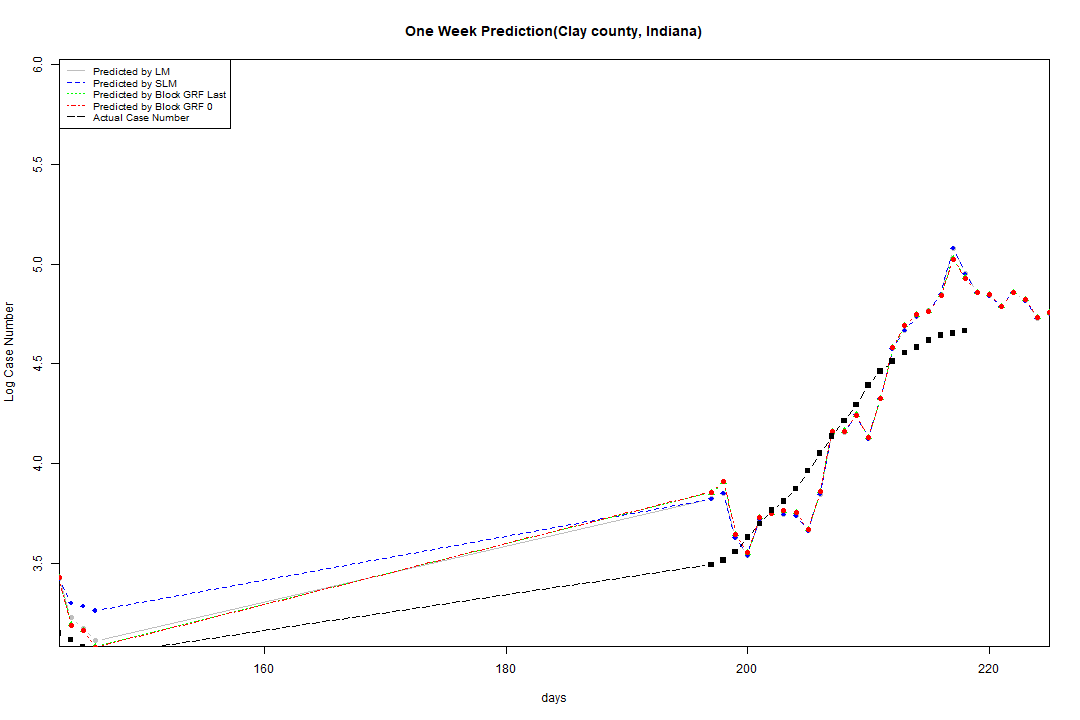 One Week Prediction(Clay county, Indiana)
6.0
Predicted by LM
Predicted by SLM
Predicted by Block GRF Last
Predicted by Block GRF 0
Actual Case Number
5.5
5.0
4.5
4.0
3.5
Log Case Number
160
180
200
220
days